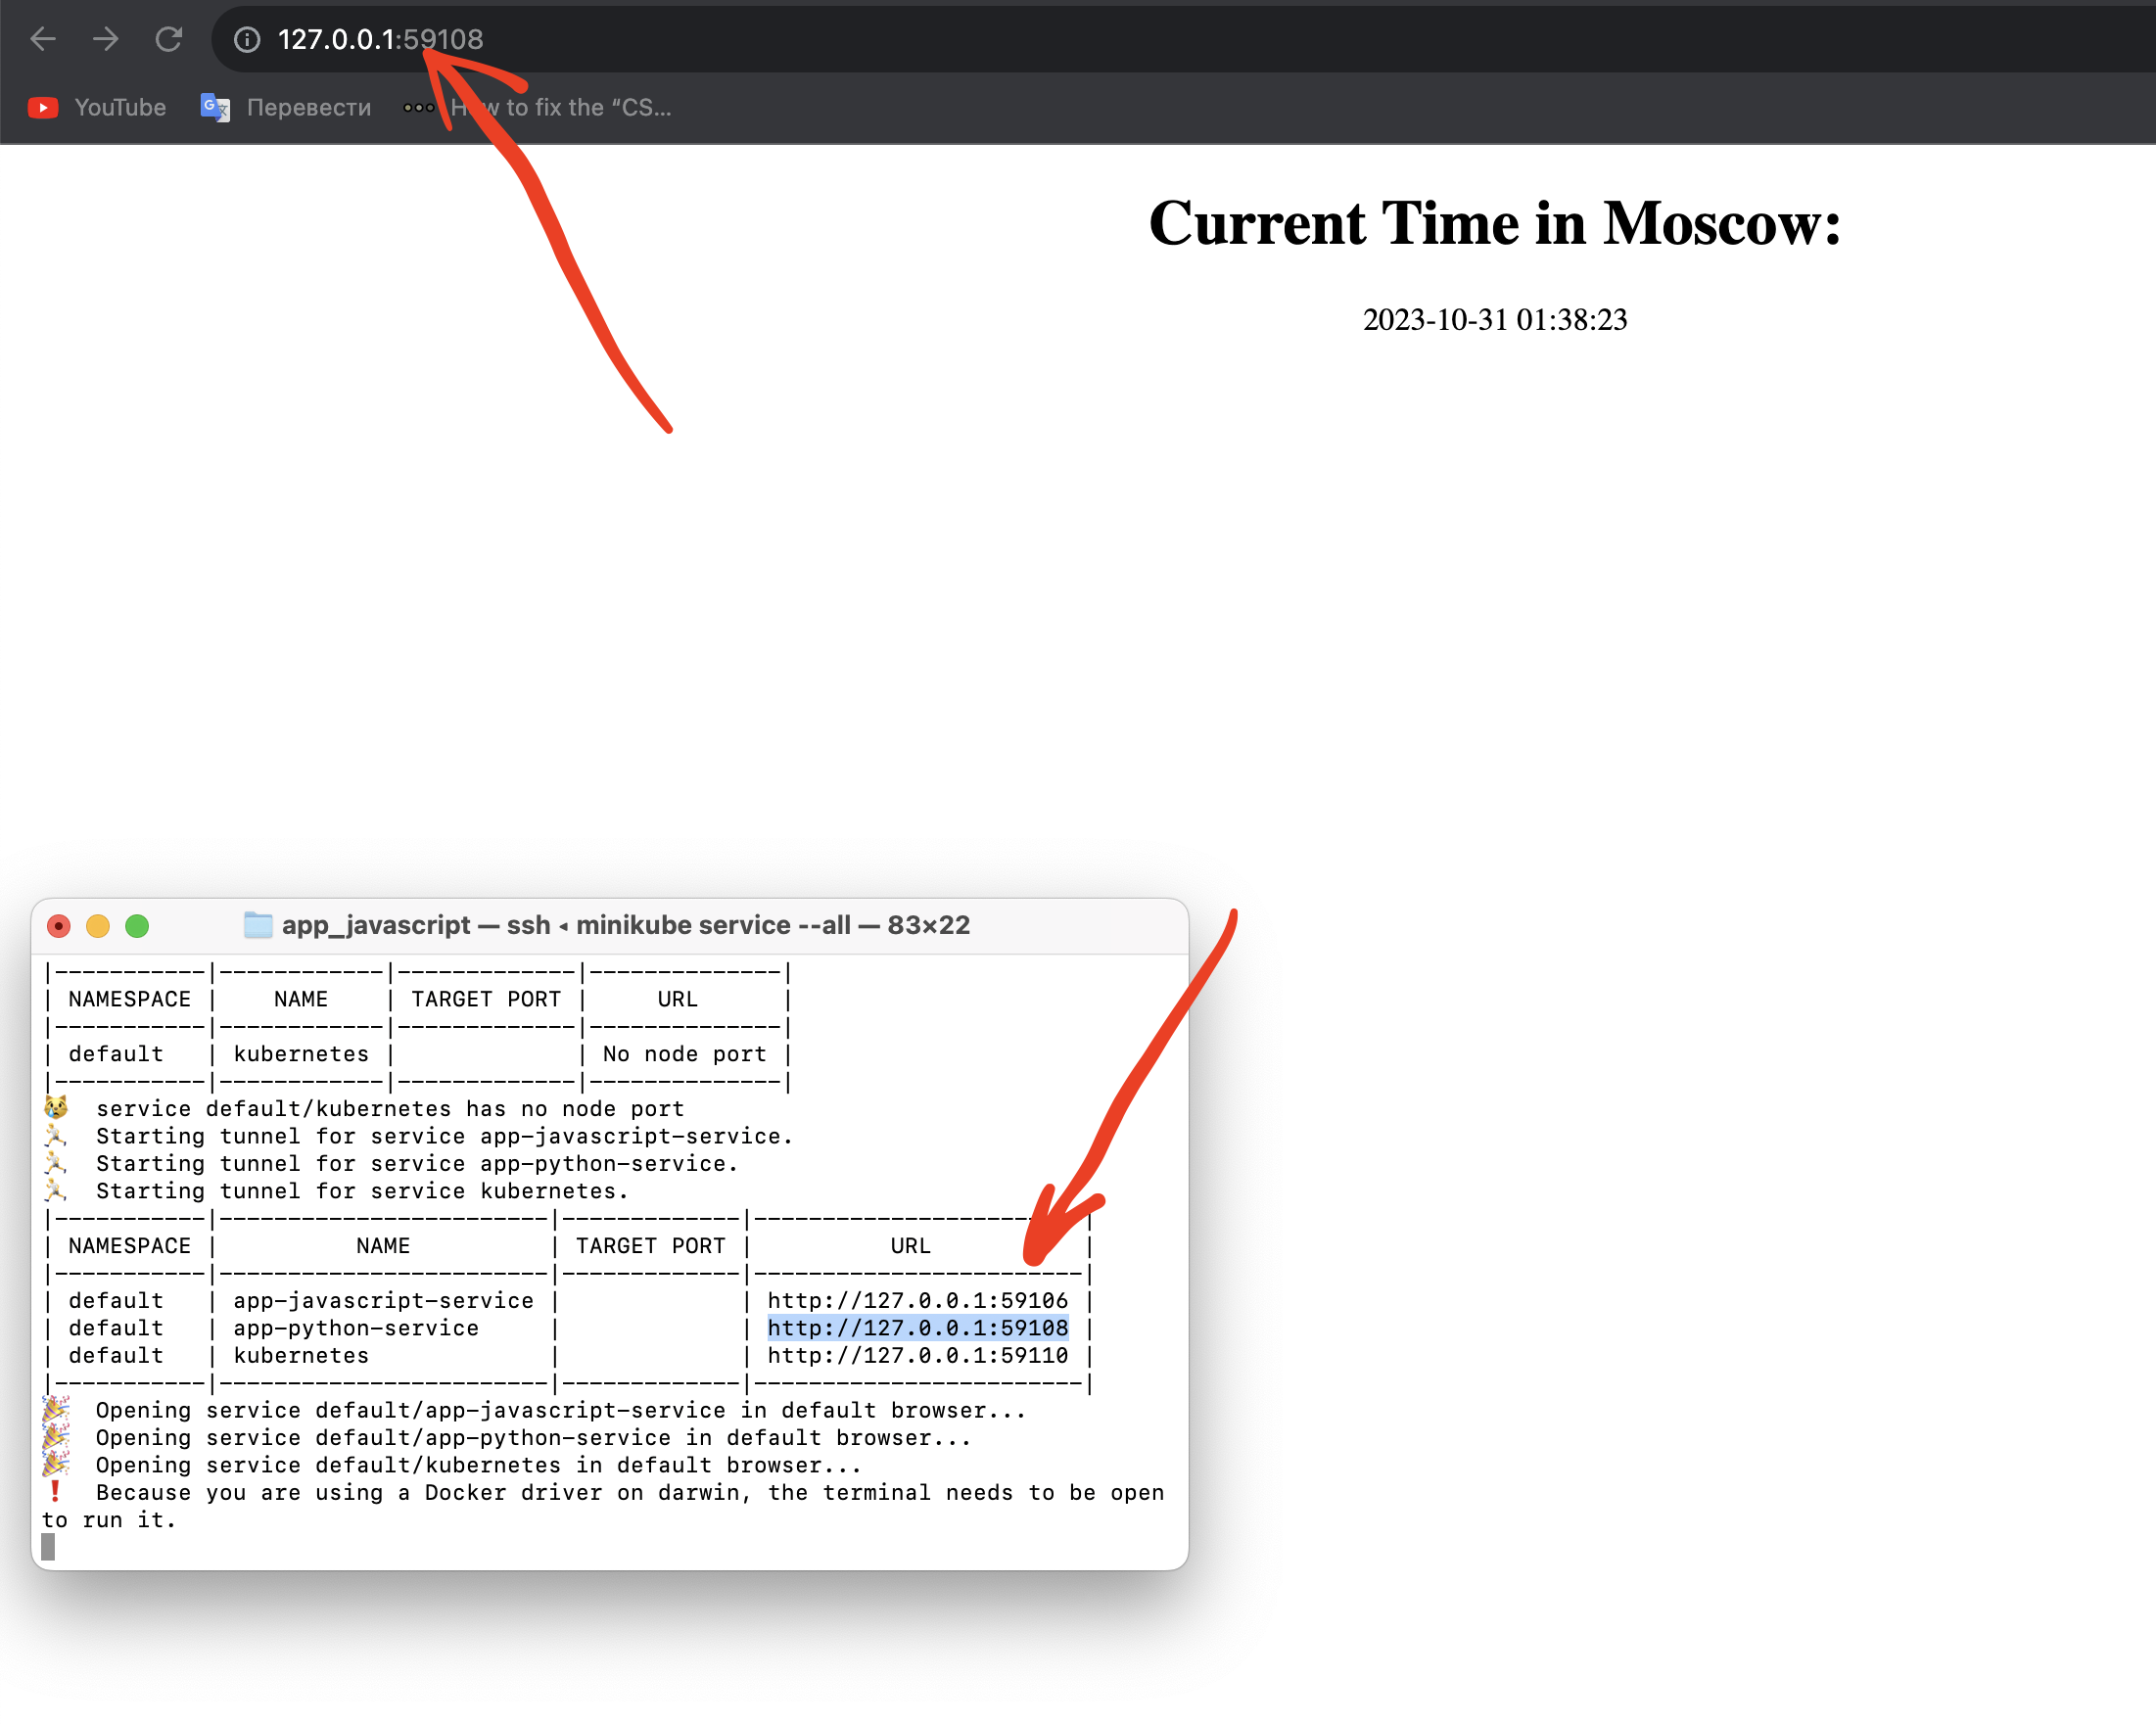 127.0.0.1:59108
YouTube Перевести How to fix the “CS...
Current Time in Moscow:
2023-10-31 01:38:23
app_javascript — ssh ◂ minikube service --all — 83×22
|-----------|------------|-------------|--------------|
| NAMESPACE | NAME | TARGET PORT | URL |
|-----------|------------|-------------|--------------|
| default | kubernetes | | No node port |
|-----------|------------|-------------|--------------|
😿 service default/kubernetes has no node port
🏃 Starting tunnel for service app-javascript-service.
🏃 Starting tunnel for service app-python-service.
🏃 Starting tunnel for service kubernetes.
|-----------|------------------------|-------------|------------------------|
| NAMESPACE | NAME | TARGET PORT | URL |
|-----------|------------------------|-------------|------------------------|
| default | app-javascript-service | | http://127.0.0.1:59106 |
| default | app-python-service | | http://127.0.0.1:59108 |
| default | kubernetes | | http://127.0.0.1:59110 |
|-----------|------------------------|-------------|------------------------|
🎉 Opening service default/app-javascript-service in default browser...
🎉 Opening service default/app-python-service in default browser...
🎉 Opening service default/kubernetes in default browser...
❗ Because you are using a Docker driver on darwin, the terminal needs to be open
to run it.